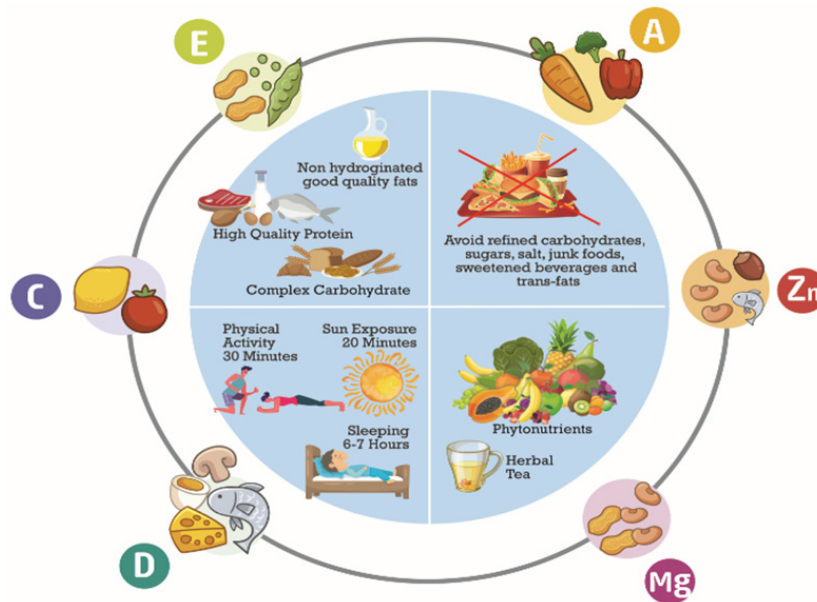 E
A
Non hydroginated
good quality fats
High Quality Protein
Complex Carbohydrate
Avoid refined carbohydrates,
sugars, salt, junk foods,
sweetened beverages and
trans-fats
C
Zn
Physical
Activity
30 Minutes
Sun Exposure
20 Minutes
Sleeping
6-7 Hours
Phytonutrients
Herbal
Tea
D
Mg